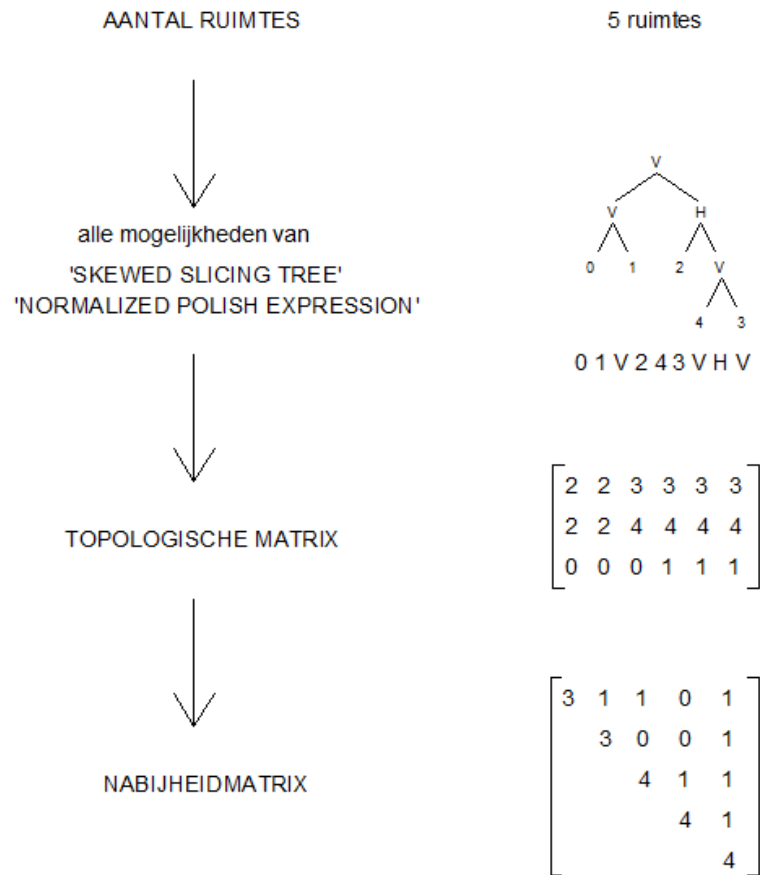 AANTAL RUIMTES
5 ruimtes
alle mogelijkheden van
'SKEWED SLICING TREE'
'NORMALIZED POLISH EXPRESSION'
V
V H
0 1 2 V
4 3
0 1 V 2 4 3 V H V
TOPOLOGISCHE MATRIX
2 2 3 3 3 3
2 2 4 4 4 4
0 0 0 1 1 1
NABIJHEIDMATRIX
3 1 1 0 1
3 0 0 1
4 1 1
4 1
4